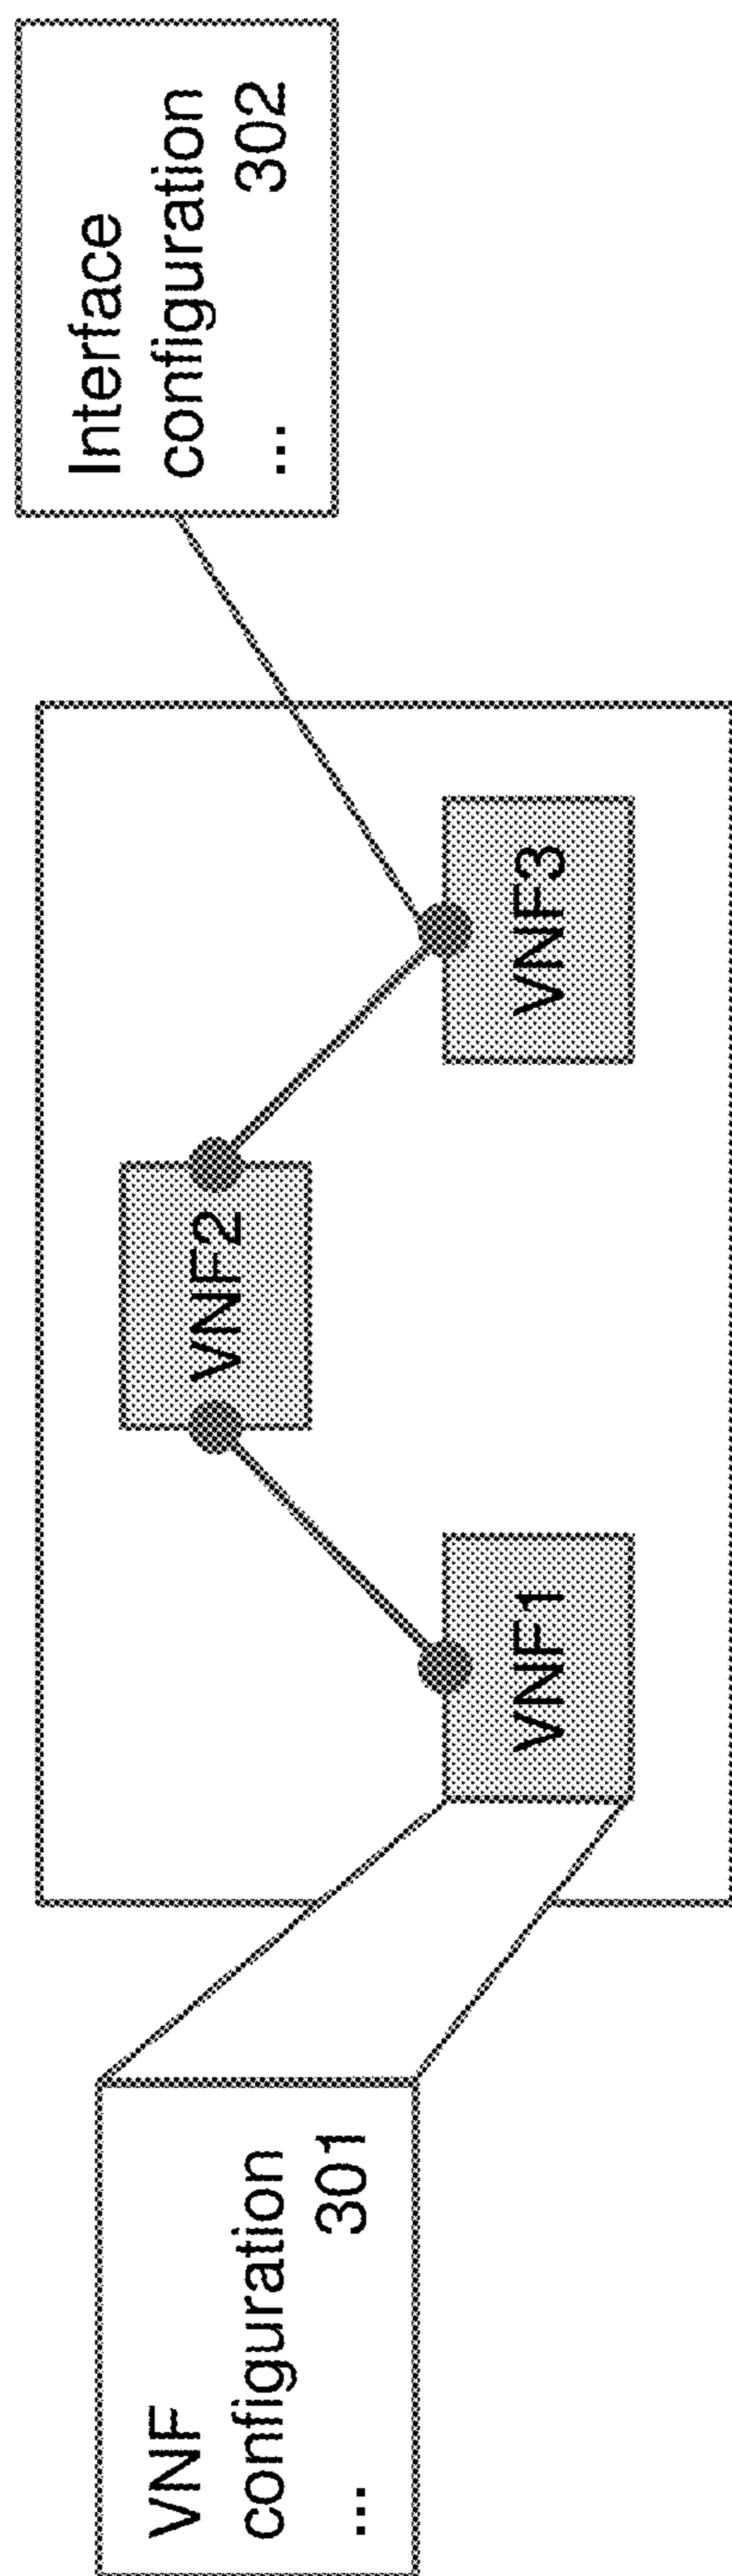 VNF
configuration
... 301
VNF1
VNF2
VNF3
Interface
configuration
... 302